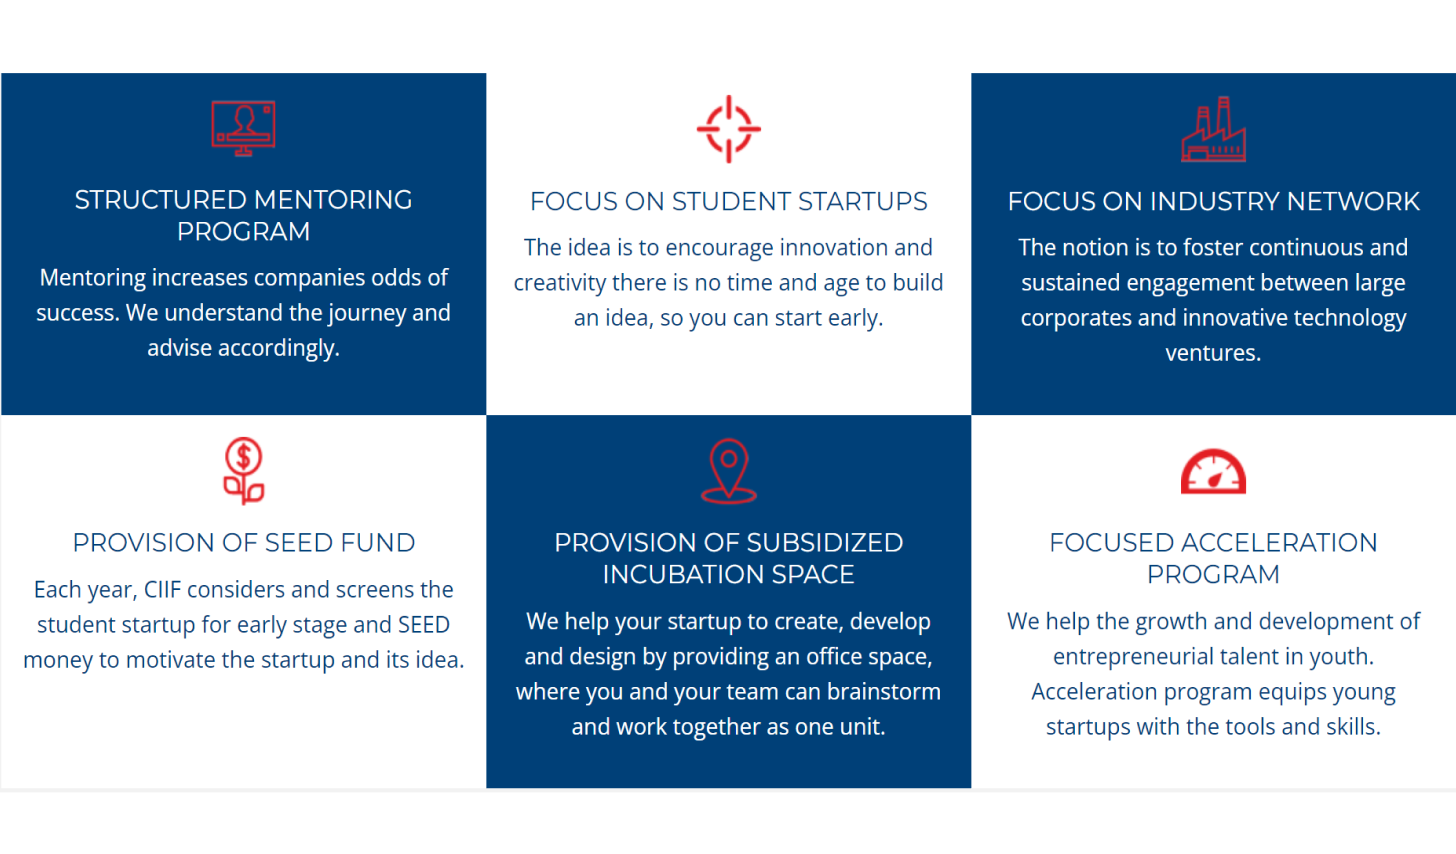 STRUCTURED MENTORING
PROGRAM
Mentoring increases companies odds of
success. We understand the journey and
advise accordingly.
FOCUS ON STUDENT STARTUPS
The idea is to encourage innovation and
creativity there is no time and age to build
an idea, so you can start early.
FOCUS ON INDUSTRY NETWORK
The notion is to foster continuous and
sustained engagement between large
corporates and innovative technology
ventures.
$
PROVISION OF SEED FUND
Each year, CIIF considers and screens the
student startup for early stage and SEED
money to motivate the startup and its idea.
PROVISION OF SUBSIDIZED
INCUBATION SPACE
We help your startup to create, develop
and design by providing an office space,
where you and your team can brainstorm
and work together as one unit.
FOCUSED ACCELERATION
PROGRAM
We help the growth and development of
entrepreneurial talent in youth.
Acceleration program equips young
startups with the tools and skills.